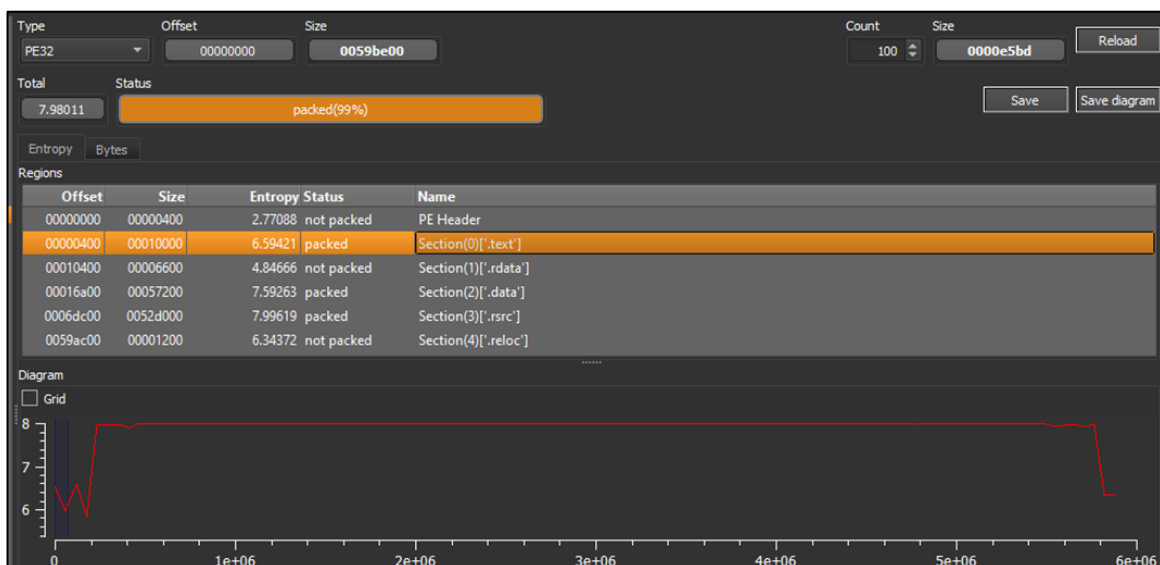 Type Offset Size Count Size
PE32 00000000 0059be00 100 0000e5bd Reload
Total Status
7.98011 packed(99%) Save Save diagram
Entropy Bytes
Regions
Offset Size Entropy Status Name
00000000 00000400 2.77088 not packed PE Header
00000400 00010000 6.59421 packed Section(0)['.text']
00010400 00006600 4.84666 not packed Section(1)['.rdata']
00016a00 00057200 7.59263 packed Section(2)['.data']
0006dc00 0052d000 7.99619 packed Section(3)['.rsrc']
0059ac00 00001200 6.34372 not packed Section(4)['.reloc']
Diagram
Grid
8
7
6
0 1e+06 2e+06 3e+06 4e+06 5e+06 6e+06